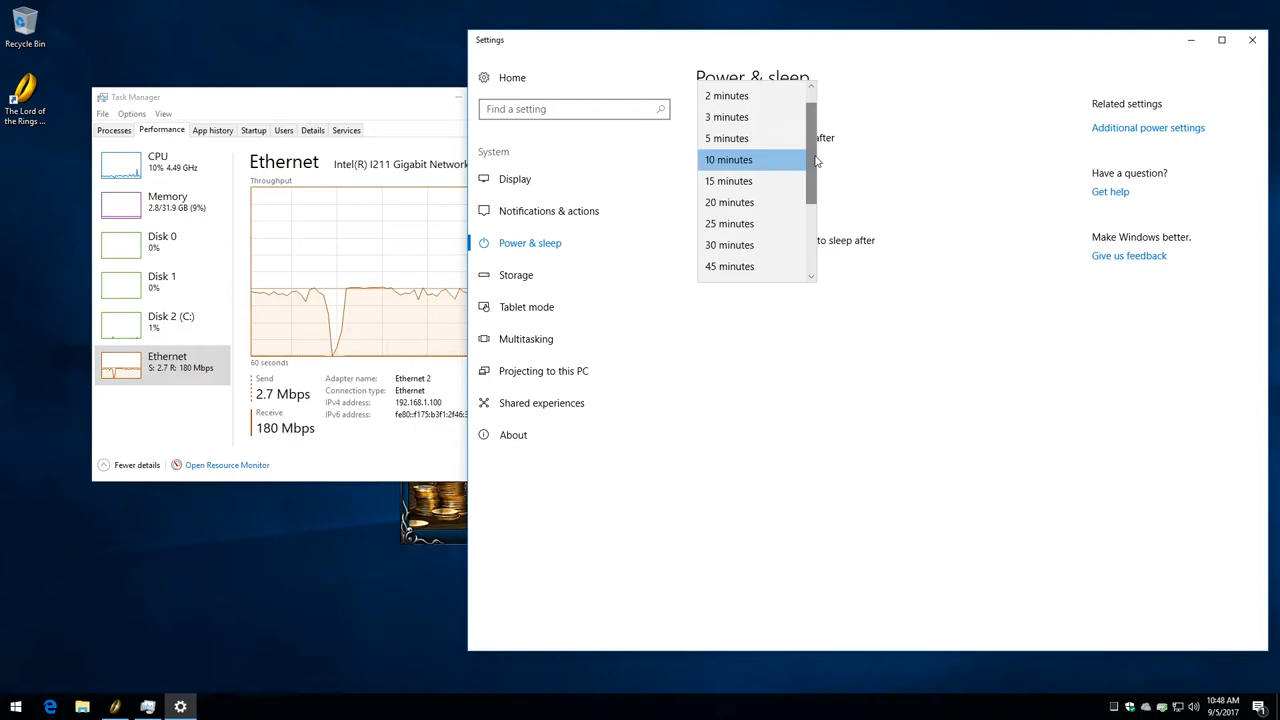 Recycle Bin
The Lord of
the Rings ...
Task Manager
File Options View
Processes Performance App history Startup Users Details Services
CPU
10% 4.49 GHz
Memory
2.8/31.9 GB (9%)
Disk 0
0%
Disk 1
0%
Disk 2 (C:)
1%
Ethernet
S: 2.7 R: 180 Mbps
Ethernet Intel(R) I211 Gigabit Network
Throughput
60 seconds
Send
2.7 Mbps
Receive
180 Mbps
Adapter name: Ethernet 2
Connection type: Ethernet
IPv4 address: 192.168.1.100
IPv6 address: fe80::f175:b3f1:2f46:3
Fewer details Open Resource Monitor
Settings
Home
Find a setting
System
Display
Notifications & actions
Power & sleep
Storage
Tablet mode
Multitasking
Projecting to this PC
Shared experiences
About
Power & sleep
2 minutes
3 minutes
5 minutes
10 minutes
15 minutes
20 minutes
25 minutes
30 minutes
45 minutes
after
to sleep after
Related settings
Additional power settings
Have a question?
Get help
Make Windows better.
Give us feedback
10:48 AM
9/5/2017
1